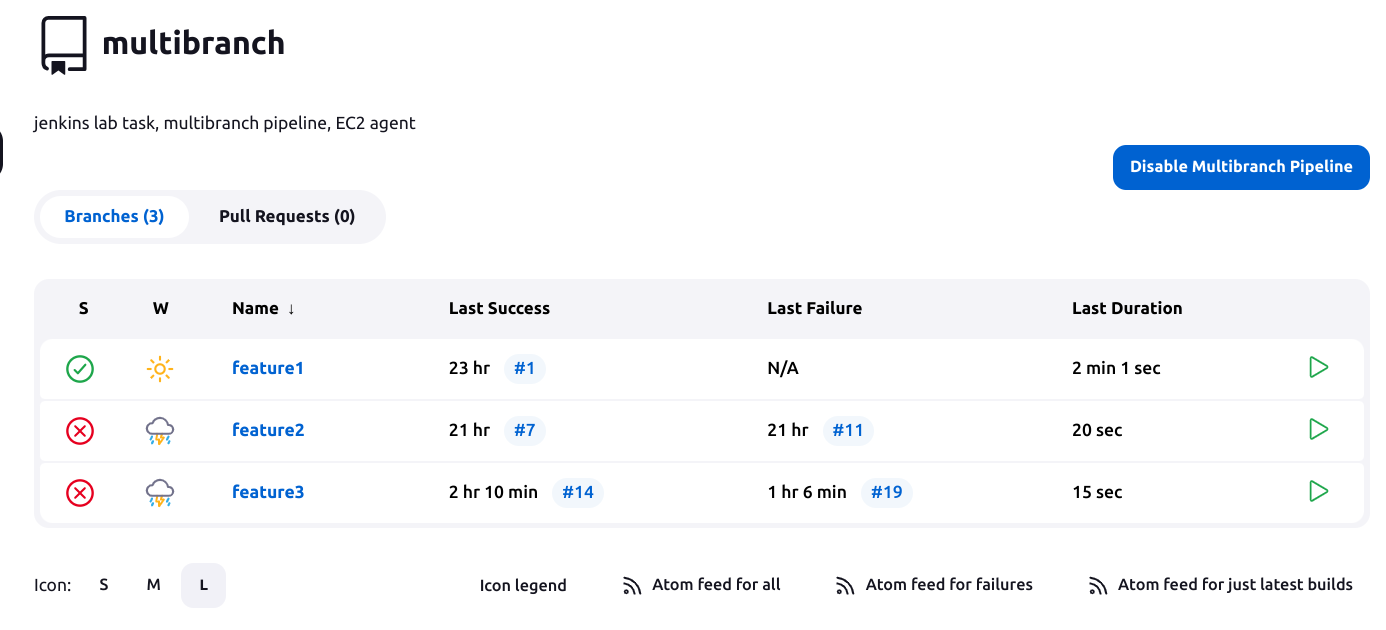 multibranch
jenkins lab task, multibranch pipeline, EC2 agent
Disable Multibranch Pipeline
Branches (3) Pull Requests (0)
S W Name ↓ Last Success Last Failure Last Duration
feature1 23 hr #1 N/A 2 min 1 sec
feature2 21 hr #7 21 hr #11 20 sec
feature3 2 hr 10 min #14 1 hr 6 min #19 15 sec
Icon: S M L Icon legend Atom feed for all Atom feed for failures Atom feed for just latest builds